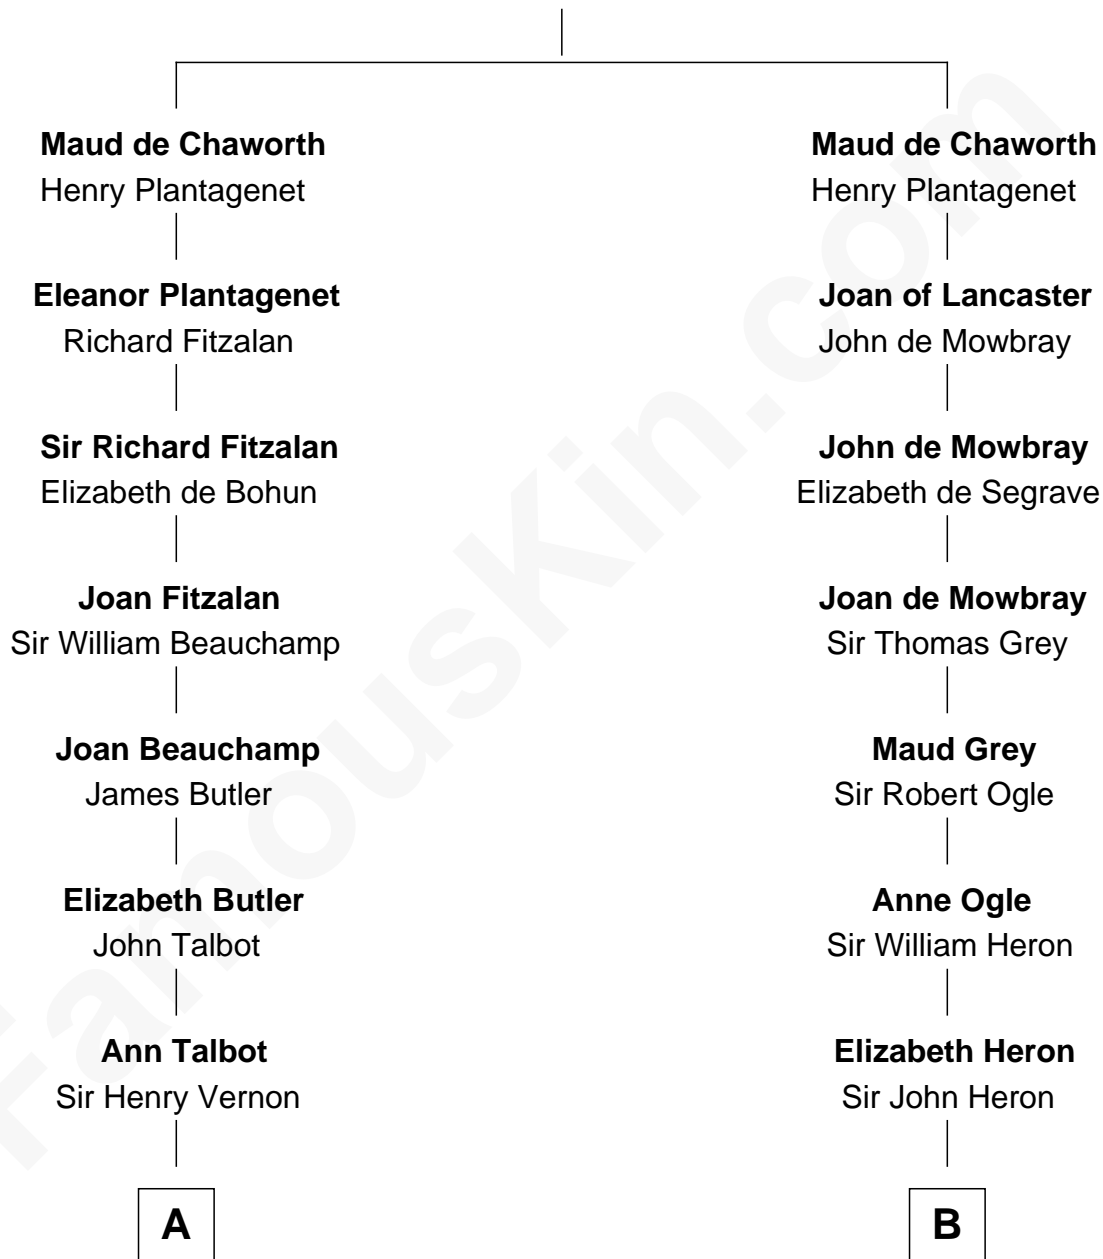 Maud de Chaworth
Henry Plantagenet
Eleanor Plantagenet
Richard Fitzalan
Sir Richard Fitzalan
Elizabeth de Bohun
Joan Fitzalan
Sir William Beauchamp
Joan Beauchamp
James Butler
Elizabeth Butler
John Talbot
Ann Talbot
Sir Henry Vernon
A
Maud de Chaworth
Henry Plantagenet
Joan of Lancaster
John de Mowbray
John de Mowbray
Elizabeth de Segrave
Joan de Mowbray
Sir Thomas Grey
Maud Grey
Sir Robert Ogle
Anne Ogle
Sir William Heron
Elizabeth Heron
Sir John Heron
B
FamousKin.com